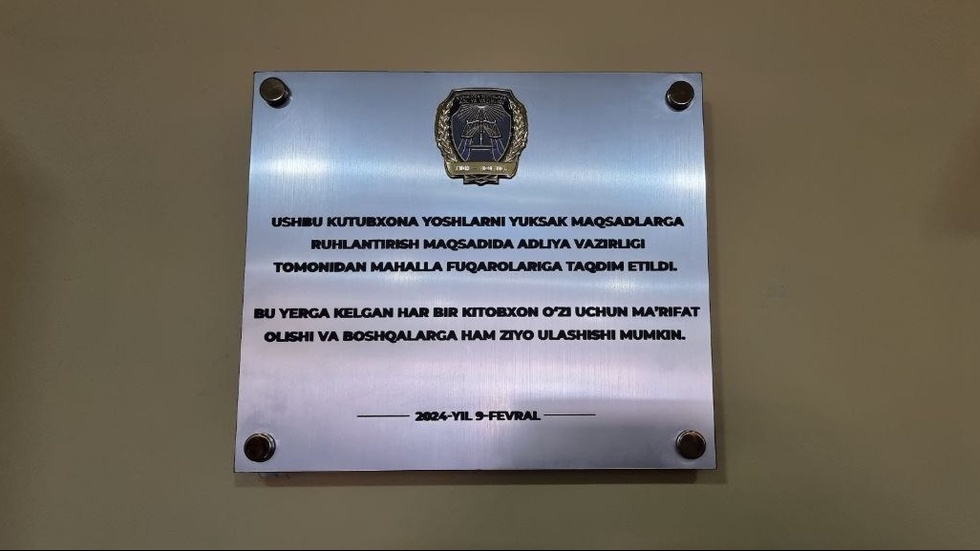 USHBU KUTUBXONA YOSHLARNI YUKSAK MAQSADLARGA
RUHLANTIRISH MAQSADIDA ADLIYA VAZIRLIGI
TOMONIDAN MAHALLA FUQAROLARIGA TAQDIM ETILDI.
BU YERGA KELGAN HAR BIR KITOBXON O‘ZI UCHUN MA’RIFAT
OLISHI VA BOSHQALARGA HAM ZIYO ULASHISHI MUMKIN.
2024-YIL 9-FEVRAL